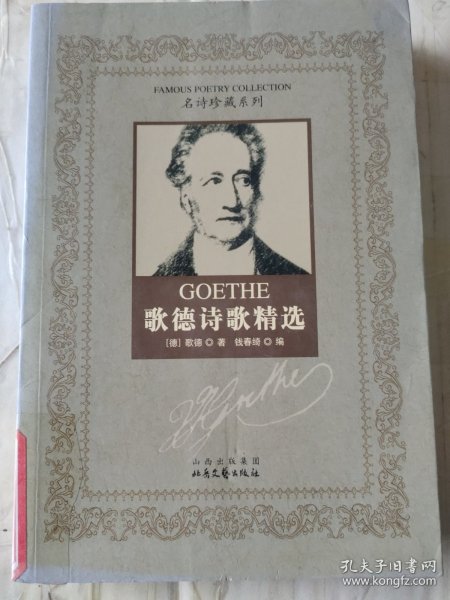 FAMOUS POETRY COLLECTION
名诗珍藏系列
GOETHE
歌德诗歌精选
[德] 歌德◎著 钱春绮◎编
Goethe
山西出版集团
北岳文艺出版社
孔夫子旧书网
www.kongfz.com